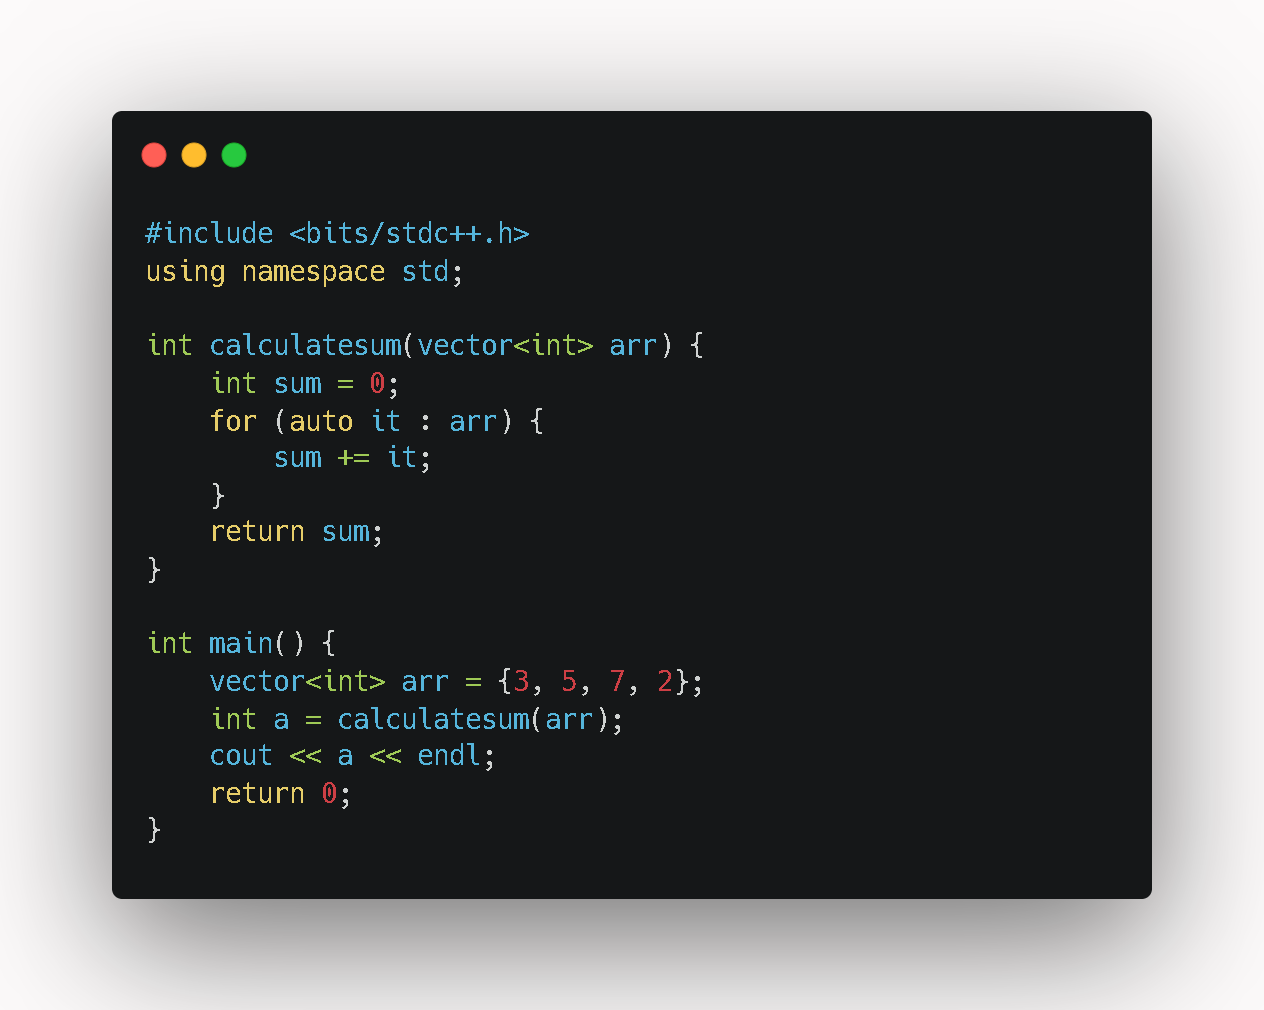 #include <bits/stdc++.h>
using namespace std;

int calculatesum(vector<int> arr) {
    int sum = 0;
    for (auto it : arr) {
        sum += it;
    }
    return sum;
}

int main() {
    vector<int> arr = {3, 5, 7, 2};
    int a = calculatesum(arr);
    cout << a << endl;
    return 0;
}